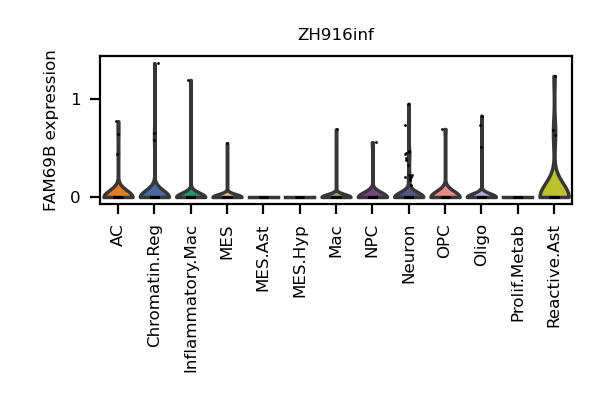 ZH916inf
FAM69B expression
1
0
AC
Chromatin.Reg
Inflammatory.Mac
MES
MES.Ast
MES.Hyp
Mac
NPC
Neuron
OPC
Oligo
Prolif.Metab
Reactive.Ast